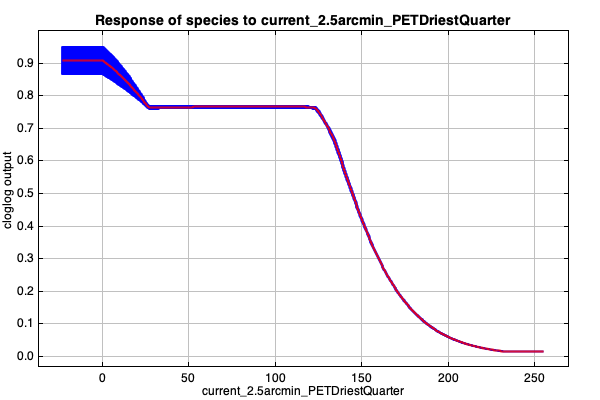 Response of species to current_2.5arcmin_PETDriestQuarter
cloglog output
0.9
0.8
0.7
0.6
0.5
0.4
0.3
0.2
0.1
0.0
0 50 100 150 200 250
current_2.5arcmin_PETDriestQuarter